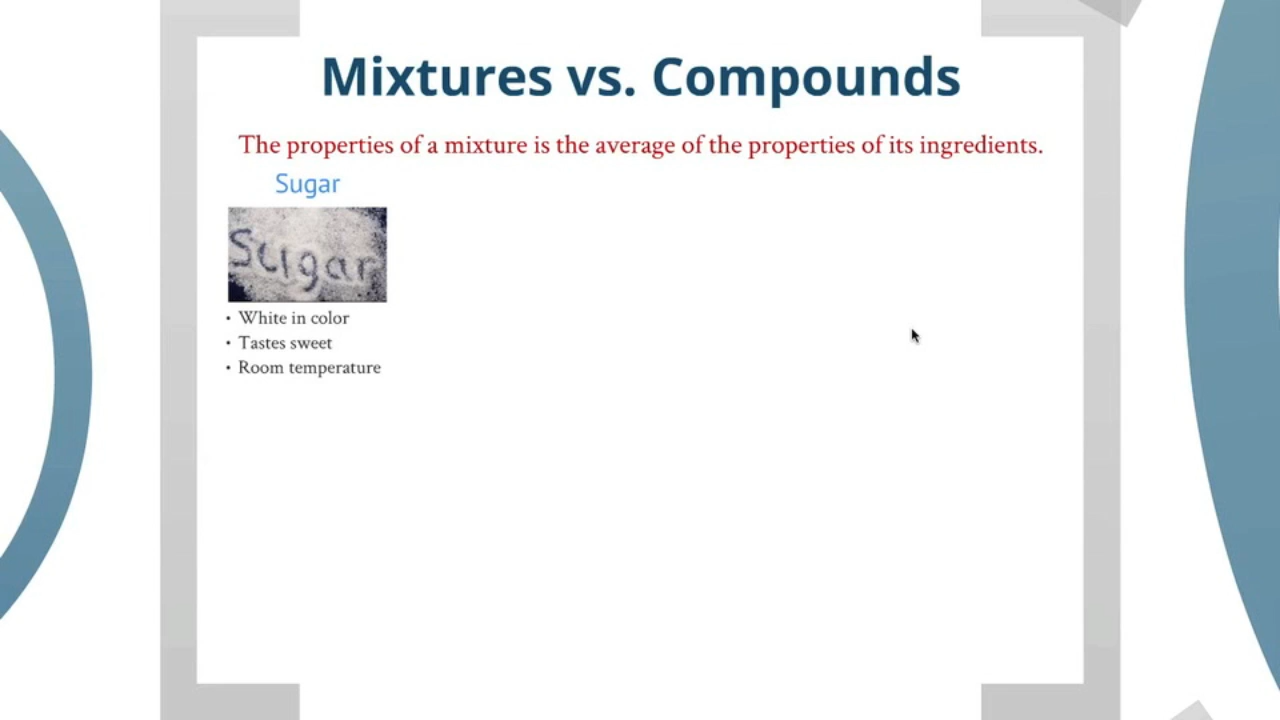 Mixtures vs. Compounds
The properties of a mixture is the average of the properties of its ingredients.
Sugar
Sugar
• White in color
• Tastes sweet
• Room temperature